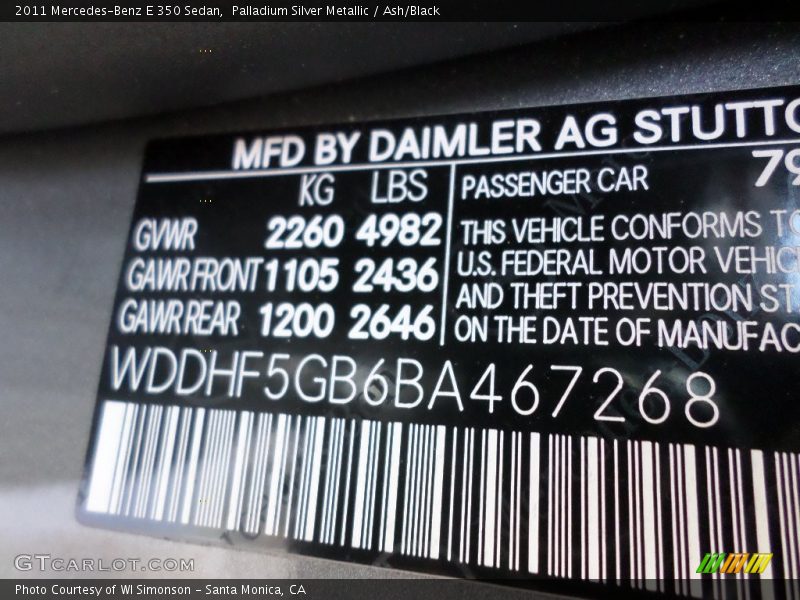 2011 Mercedes-Benz E 350 Sedan,  Palladium Silver Metallic / Ash/Black
MFD BY DAIMLER AG STUTTG
KG LBS
GVWR 2260 4982
GAWR FRONT 1105 2436
GAWR REAR 1200 2646
PASSENGER CAR 79
THIS VEHICLE CONFORMS TO
U.S. FEDERAL MOTOR VEHIC
AND THEFT PREVENTION ST
ON THE DATE OF MANUFAC
WDDHF5GB6BA467268
GTcarlot.com
Photo Courtesy of WI Simonson - Santa Monica, CA